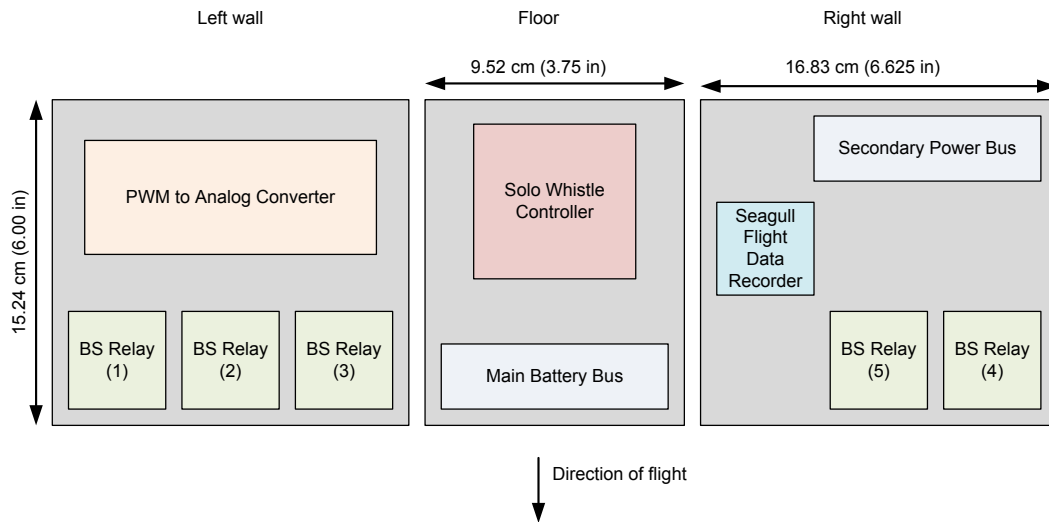 Left wall
Floor
Right wall
9.52 cm (3.75 in)
16.83 cm (6.625 in)
15.24 cm (6.00 in)
PWM to Analog Converter
BS Relay
(1)
BS Relay
(2)
BS Relay
(3)
Solo Whistle
Controller
Main Battery Bus
Secondary Power Bus
Seagull
Flight
Data
Recorder
BS Relay
(5)
BS Relay
(4)
Direction of flight